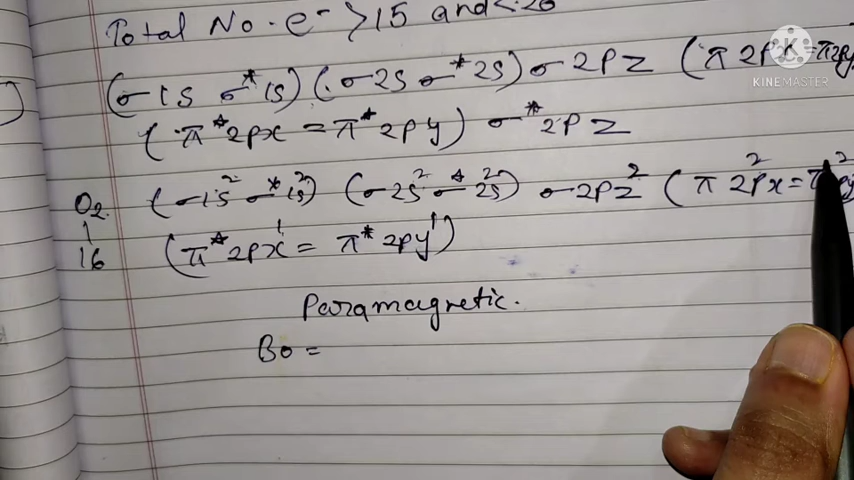 Total No. e⁻ >15 and <.20
KINEMASTER
(σ1s σ*1s) (σ2s σ*2s) σ2pz (π2px = π2py
(π*2px = π*2py) σ*2pz
O₂ (σ1s² σ*1s²) (σ2s² σ*2s²) σ2pz² (π2px² = π2py²
16 (π*2px¹ = π*2py¹)
Paramagnetic.
BO =